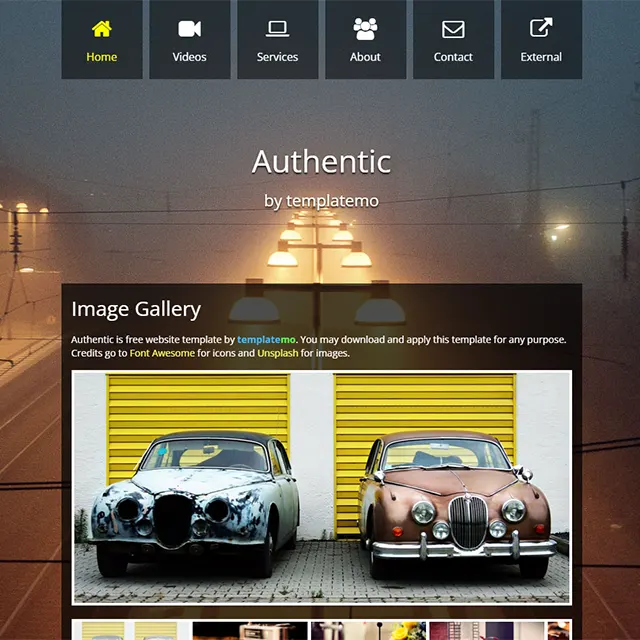 Home Videos Services About Contact External
Authentic
by templatemo
Image Gallery
Authentic is free website template by templatemo. You may download and apply this template for any purpose.
Credits go to Font Awesome for icons and Unsplash for images.